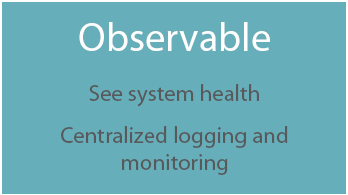 Observable
See system health
Centralized logging and
monitoring